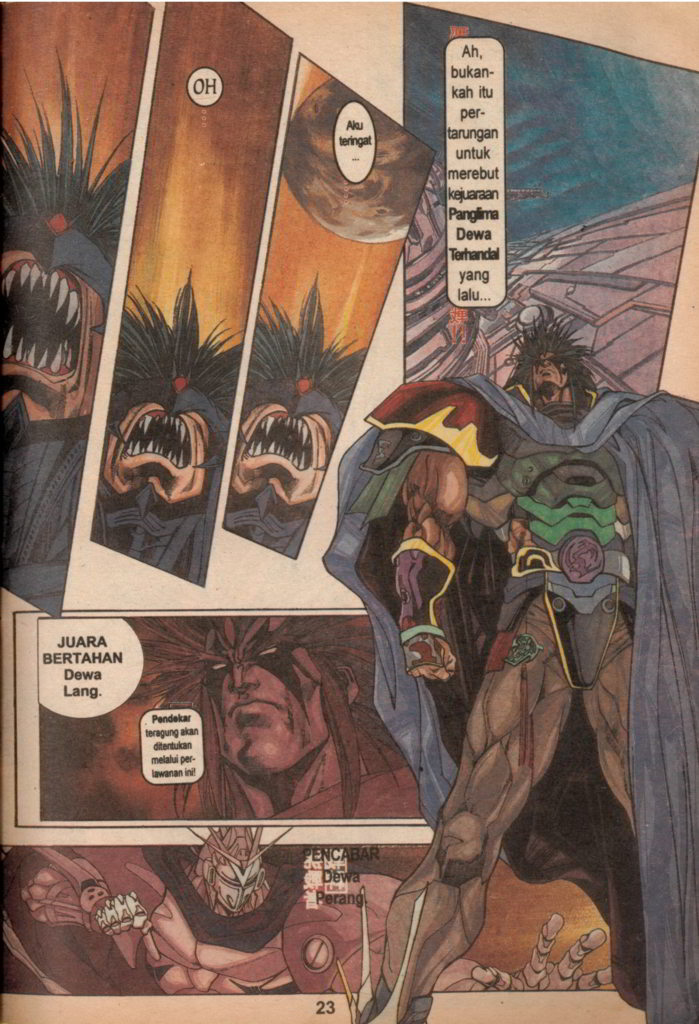 OH
...
Aku
teringat
...
Ah,
bukan-
kah itu
per-
tarungan
untuk
merebut
kejuaraan
Panglima
Dewa
Terhandal
yang
lalu...
JUARA
BERTAHAN
Dewa
Lang.
Pendekar
teragung akan
ditentukan
melalui per-
lawanan ini!
PENCABAR
Dewa
Perang.
23